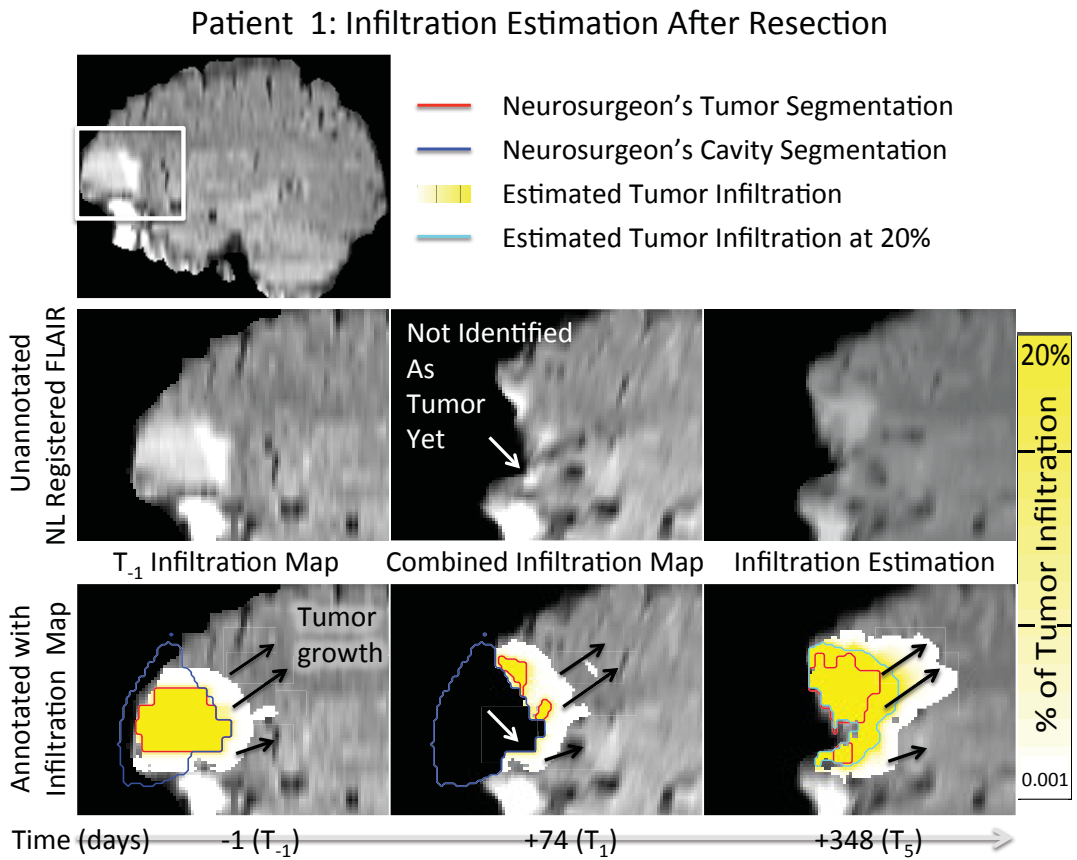 Patient 1: Infiltration Estimation After Resection
Neurosurgeon's Tumor Segmentation
Neurosurgeon's Cavity Segmentation
Estimated Tumor Infiltration
Estimated Tumor Infiltration at 20%
Unannotated
NL Registered FLAIR
Not Identified
As
Tumor
Yet
T-1 Infiltration Map
Combined Infiltration Map
Infiltration Estimation
Annotated with
Infiltration Map
Tumor
growth
20%
% of Tumor Infiltration
0.001
Time (days)
-1 (T-1)
+74 (T1)
+348 (T5)